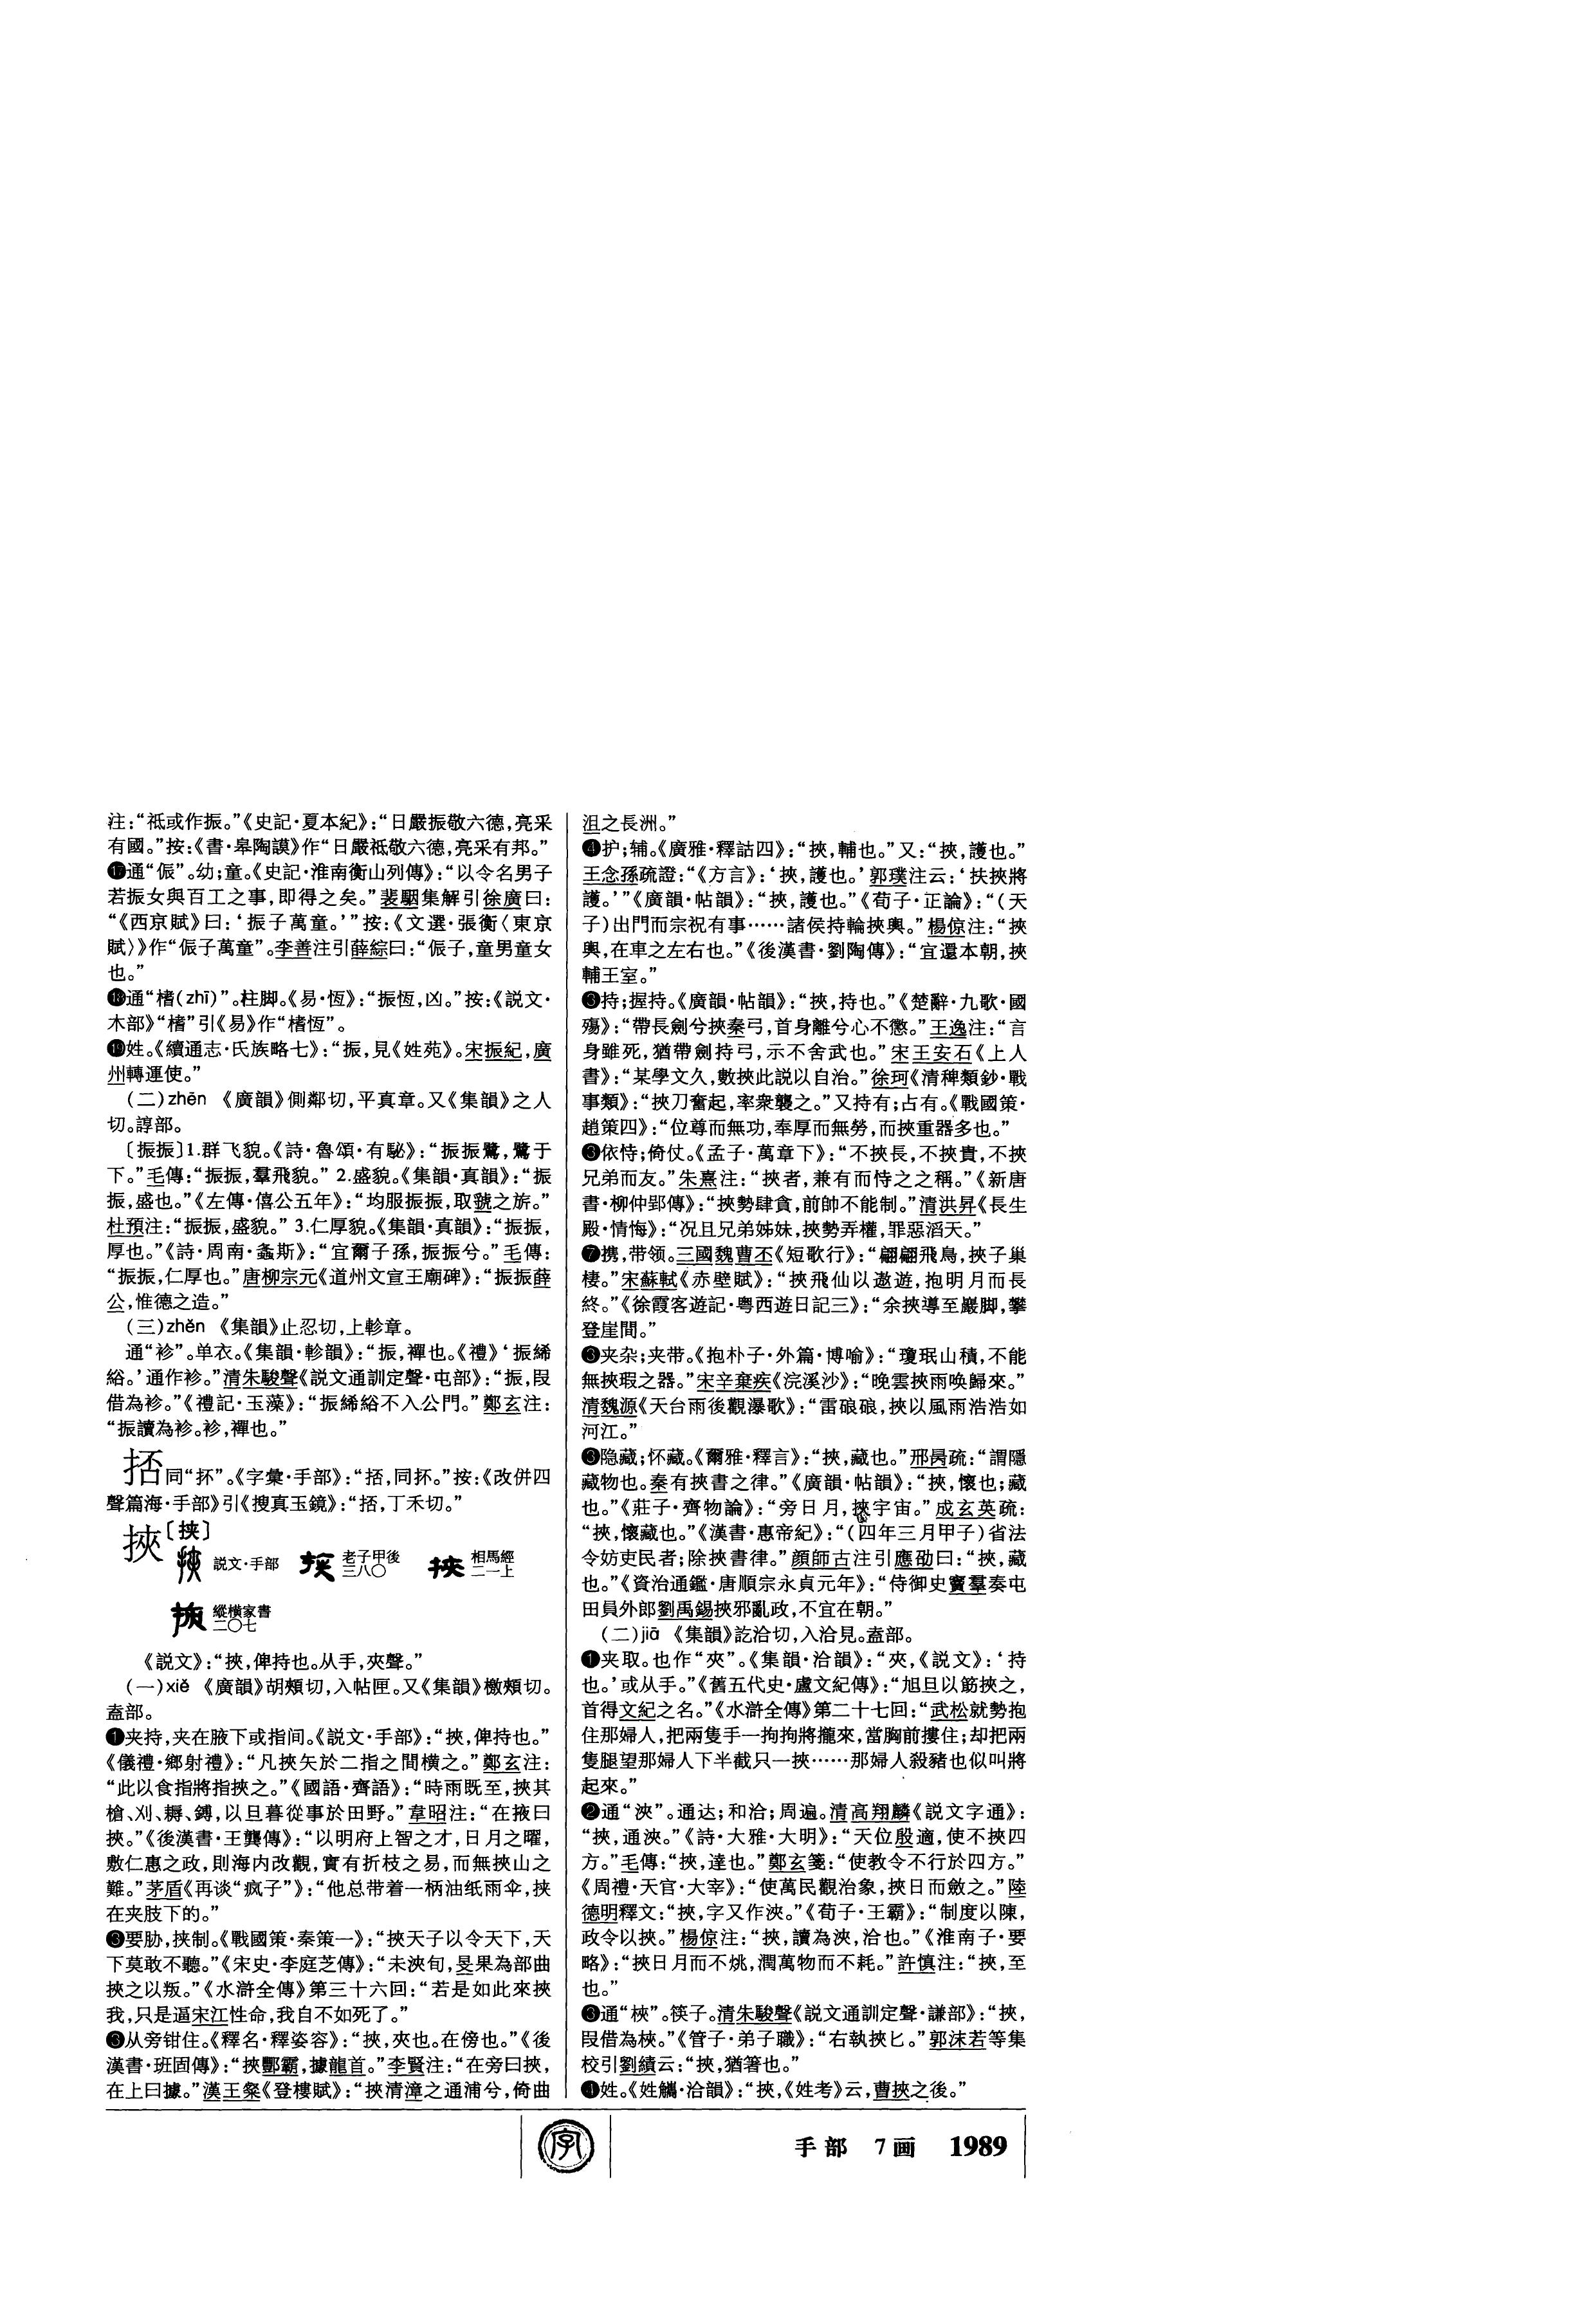 注：“祗或作振。”《史記·夏本紀》：“日嚴振敬六德，亮采
有國。”按：《書·皋陶謨》作“日嚴祗敬六德，亮采有邦。”
⓱通“侲”。幼；童。《史記·淮南衡山列傳》：“以令名男子
若振女與百工之事，即得之矣。”裴駰集解引徐廣曰：
“《西京賦》曰：‘振子萬童。’”按：《文選·張衡〈東京
賦〉》作“侲子萬童”。李善注引薛綜曰：“侲子，童男童女
也。”
⓲通“榰(zhī)”。柱脚。《易·恆》：“振恆，凶。”按：《説文·
木部》“榰”引《易》作“榰恆”。
⓳姓。《續通志·氏族略七》：“振，見《姓苑》。宋振紀，廣
州轉運使。”
（二）zhēn 《廣韻》側鄰切，平真章。又《集韻》之人
切。諄部。
〔振振〕1.群飞貌。《詩·魯頌·有駜》：“振振鷺，鷺于
下。”毛傳：“振振，羣飛貌。” 2.盛貌。《集韻·真韻》：“振
振，盛也。”《左傳·僖公五年》：“均服振振，取虢之旂。”
杜預注：“振振，盛貌。” 3.仁厚貌。《集韻·真韻》：“振振，
厚也。”《詩·周南·螽斯》：“宜爾子孫，振振兮。”毛傳：
“振振，仁厚也。”唐柳宗元《道州文宣王廟碑》：“振振薛
公，惟德之造。”
（三）zhěn 《集韻》止忍切，上軫章。
通“袗”。单衣。《集韻·軫韻》：“振，襌也。《禮》‘振絺
綌。’通作袗。”清朱駿聲《説文通訓定聲·屯部》：“振，叚
借為袗。”《禮記·玉藻》：“振絺綌不入公門。”鄭玄注：
“振讀為袗。袗，襌也。”
㧵同“抔”。《字彙·手部》：“㧵，同抔。”按：《改併四
聲篇海·手部》引《搜真玉鏡》：“㧵，丁禾切。”
挾〔挟〕
説文·手部 老子甲後三八〇 相馬經二一上
縱横家書二〇七
《説文》：“挾，俾持也。从手，夾聲。”
（一）xié 《廣韻》胡頰切，入帖匣。又《集韻》檄頰切。
盍部。
❶夹持，夹在腋下或指间。《説文·手部》：“挾，俾持也。”
《儀禮·鄉射禮》：“凡挾矢於二指之間横之。”鄭玄注：
“此以食指將指挾之。”《國語·齊語》：“時雨既至，挾其
槍、刈、耨、鎛，以旦暮從事於田野。”韋昭注：“在掖曰
挾。”《後漢書·王龔傳》：“以明府上智之才，日月之曜，
敷仁惠之政，則海内改觀，實有折枝之易，而無挾山之
難。”茅盾《再谈“疯子”》：“他总带着一柄油纸雨伞，挟
在夹肢下的。”
❸要胁，挟制。《戰國策·秦策一》：“挾天子以令天下，天
下莫敢不聽。”《宋史·李庭芝傳》：“未浹旬，旻果為部曲
挾之以叛。”《水滸全傳》第三十六回：“若是如此來挾
我，只是逼宋江性命，我自不如死了。”
❸从旁钳住。《釋名·釋姿容》：“挾，夾也。在傍也。”《後
漢書·班固傳》：“挾酆霸，據龍首。”李賢注：“在旁曰挾，
在上曰據。”漢王粲《登樓賦》：“挾清漳之通浦兮，倚曲
沮之長洲。”
❹护；辅。《廣雅·釋詁四》：“挾，輔也。”又：“挾，護也。”
王念孫疏證：“《方言》：‘挾，護也。’郭璞注云：‘扶挾將
護。’”《廣韻·帖韻》：“挾，護也。”《荀子·正論》：“（天
子）出門而宗祝有事……諸侯持輪挾輿。”楊倞注：“挾
輿，在車之左右也。”《後漢書·劉陶傳》：“宜還本朝，挾
輔王室。”
❸持；握持。《廣韻·帖韻》：“挾，持也。”《楚辭·九歌·國
殤》：“帶長劍兮挾秦弓，首身離兮心不懲。”王逸注：“言
身雖死，猶帶劍持弓，示不舍武也。”宋王安石《上人
書》：“某學文久，數挾此説以自治。”徐珂《清稗類鈔·戰
事類》：“挾刀奮起，率衆襲之。”又持有；占有。《戰國策·
趙策四》：“位尊而無功，奉厚而無勞，而挾重器多也。”
❸依恃；倚仗。《孟子·萬章下》：“不挾長，不挾貴，不挾
兄弟而友。”朱熹注：“挾者，兼有而恃之之稱。”《新唐
書·柳仲郢傳》：“挾勢肆貪，前帥不能制。”清洪昇《長生
殿·情悔》：“况且兄弟姊妹，挾勢弄權，罪惡滔天。”
❼携，带领。三國魏曹丕《短歌行》：“翩翩飛鳥，挾子巢
棲。”宋蘇軾《赤壁賦》：“挾飛仙以遨遊，抱明月而長
終。”《徐霞客遊記·粤西遊日記三》：“余挾導至巖脚，攀
登崖間。”
❸夹杂；夹带。《抱朴子·外篇·博喻》：“瓊珉山積，不能
無挾瑕之器。”宋辛棄疾《浣溪沙》：“晚雲挾雨唤歸來。”
清魏源《天台雨後觀瀑歌》：“雷硠硠，挾以風雨浩浩如
河江。”
❸隐藏；怀藏。《爾雅·釋言》：“挾，藏也。”邢昺疏：“謂隱
藏物也。秦有挾書之律。”《廣韻·帖韻》：“挾，懷也；藏
也。”《莊子·齊物論》：“旁日月，挾宇宙。”成玄英疏：
“挾，懷藏也。”《漢書·惠帝紀》：“（四年三月甲子）省法
令妨吏民者；除挾書律。”顔師古注引應劭曰：“挾，藏
也。”《資治通鑑·唐順宗永貞元年》：“侍御史竇羣奏屯
田員外郎劉禹錫挾邪亂政，不宜在朝。”
（二）jiā 《集韻》訖洽切，入洽見。盍部。
❶夹取。也作“夾”。《集韻·洽韻》：“夾，《説文》：‘持
也。’或从手。”《舊五代史·盧文紀傳》：“旭旦以筯挾之，
首得文紀之名。”《水滸全傳》第二十七回：“武松就勢抱
住那婦人，把兩隻手一拘拘將攏來，當胸前摟住；却把兩
隻腿望那婦人下半截只一挾……那婦人殺豬也似叫將
起來。”
❷通“浹”。通达；和洽；周遍。清高翔麟《説文字通》：
“挾，通浹。”《詩·大雅·大明》：“天位殷適，使不挾四
方。”毛傳：“挾，達也。”鄭玄箋：“使教令不行於四方。”
《周禮·天官·大宰》：“使萬民觀治象，挾日而斂之。”陸
德明釋文：“挾，字又作浹。”《荀子·王霸》：“制度以陳，
政令以挾。”楊倞注：“挾，讀為浹，洽也。”《淮南子·要
略》：“挾日月而不烑，潤萬物而不耗。”許慎注：“挾，至
也。”
❸通“梜”。筷子。清朱駿聲《説文通訓定聲·謙部》：“挾，
叚借為梜。”《管子·弟子職》：“右執挾匕。”郭沫若等集
校引劉績云：“挾，猶箸也。”
❹姓。《姓觿·洽韻》：“挾，《姓考》云，曹挾之後。”
字
手部 7画 1989